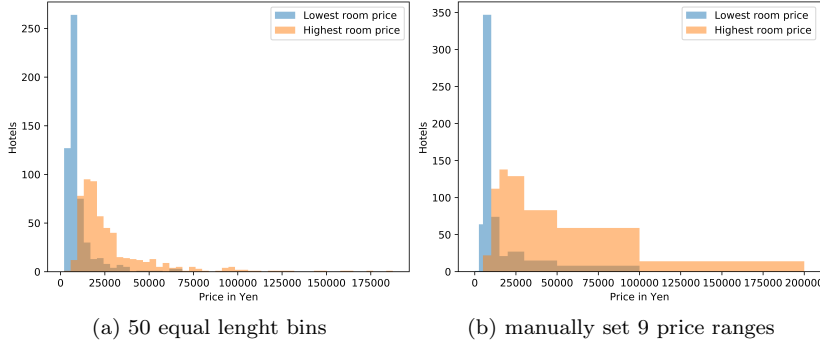 Lowest room price
Highest room price
250
200
150
100
50
0
Hotels
0 25000 50000 75000 100000 125000 150000 175000
Price in Yen
(a) 50 equal lenght bins
Lowest room price
Highest room price
350
300
250
200
150
100
50
0
Hotels
0 25000 50000 75000 100000 125000 150000 175000 200000
Price in Yen
(b) manually set 9 price ranges